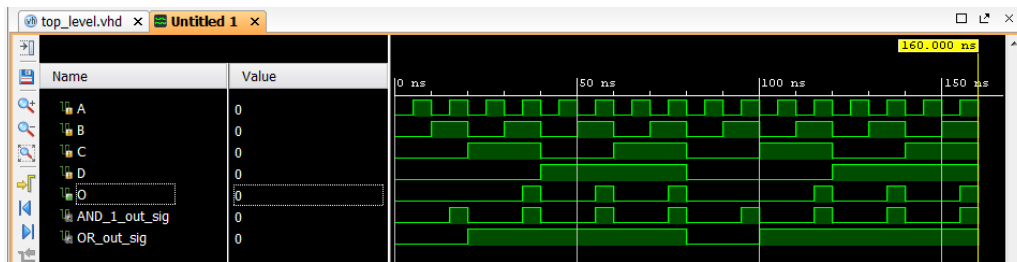 top_level.vhd Untitled 1
160.000 ns
Name Value
0 ns 50 ns 100 ns 150 ns
A 0
B 0
C 0
D 0
O 0
AND_1_out_sig 0
OR_out_sig 0